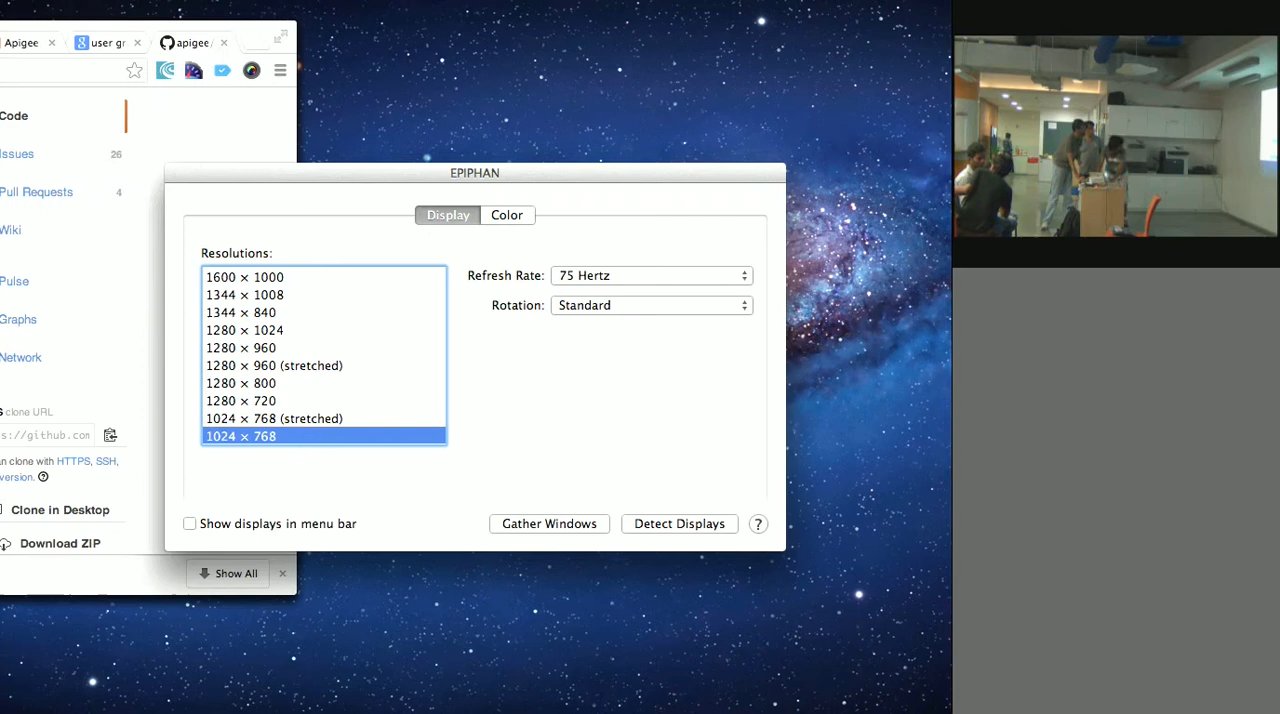 Apigee
user gr
apigee
Code
Issues 26
Pull Requests 4
Wiki
Pulse
Graphs
Network
clone URL
s://github.com
an clone with HTTPS, SSH,
version.
Clone in Desktop
Download ZIP
Show All
EPIPHAN
Display Color
Resolutions:
1600 × 1000
1344 × 1008
1344 × 840
1280 × 1024
1280 × 960
1280 × 960 (stretched)
1280 × 800
1280 × 720
1024 × 768 (stretched)
1024 × 768
Refresh Rate: 75 Hertz
Rotation: Standard
Show displays in menu bar
Gather Windows Detect Displays ?